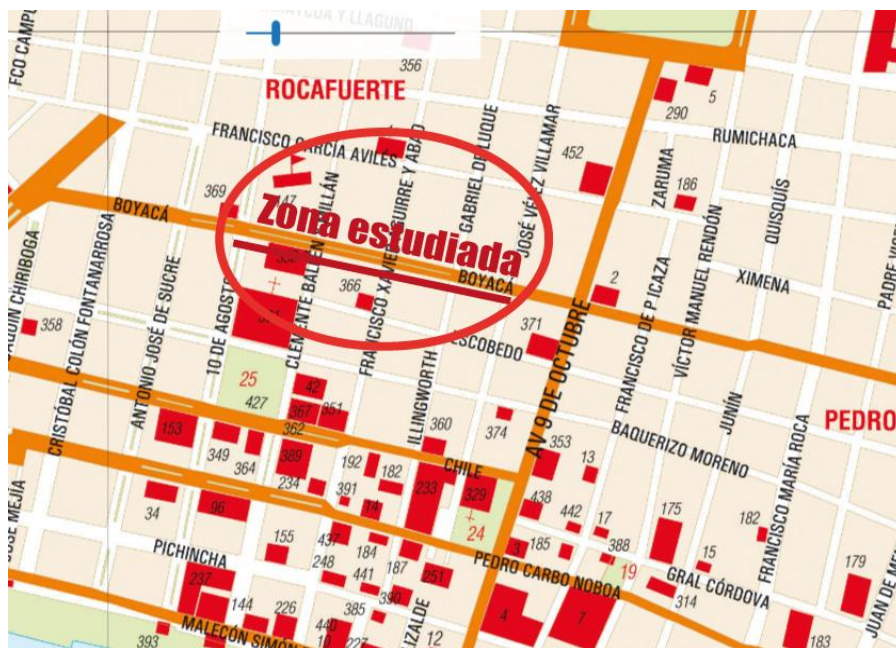 Y LLAGUNO
FCO CAMPO
356
ROCAFUERTE
5
290
RUMICHACA
FRANCISCO GARCÍA AVILÉS
GABRIEL DE LUQUE
JOSÉ VÉLEZ VILLAMAR
452
ZARUMA
186
QUISQUÍS
369
BOYACÁ
Zona estudiada
BOYACÁ
366
2
XIMENA
358
371
ESCOBEDO
CRISTÓBAL COLÓN FONTANARROSA
ANTONIO JOSÉ DE SUCRE
10 DE AGOSTO
CLEMENTE BALLÉN
FRANCISCO XAVIER
AGUIRRE Y ABAD
AV 9 DE OCTUBRE
FRANCISCO DE P ICAZA
VÍCTOR MANUEL RENDÓN
25
427
42
367
351
362
ILLINGWORTH
360
374
JUNÍN
FRANCISCO MARÍA ROCA
PEDRO
BAQUERIZO MORENO
153
349
364
389
234
192
182
391
14
233
CHILE
329
24
353
13
438
442
17
175
182
34
96
155
437
184
3
185
388
19
15
179
PICHINCHA
248
441
187
251
PEDRO CARBO NOBOA
GRAL CÓRDOVA
314
237
144
226
385
390
440
10
227
12
4
7
183
393
MALECÓN SIMÓN